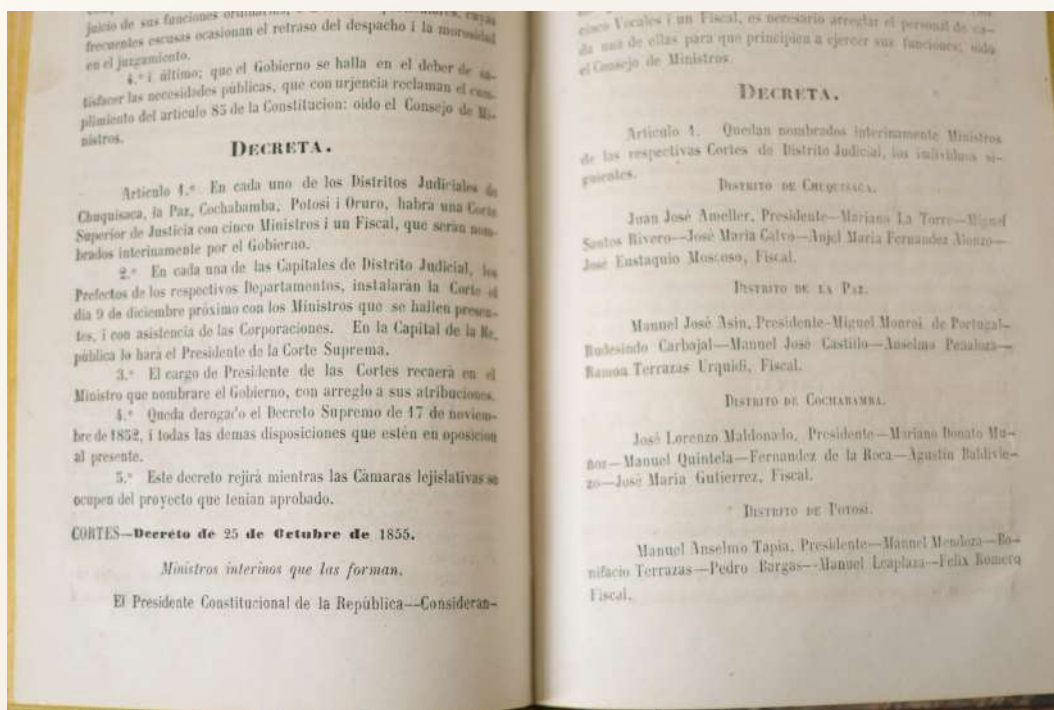 juicio de sus funciones
frecuentes escusas ocasionan el retraso del despacho i la morosidad
en el juzgamiento.
4.º i último; que el Gobierno se halla en el deber de sa-
tisfacer las necesidades públicas, que con urjencia reclaman el cum-
plimiento del articulo 85 de la Constitucion: oido el Consejo de Mi-
nistros.
DECRETA.
Articulo 1.º En cada uno de los Distritos Judiciales de
Chuquisaca, la Paz, Cochabamba, Potosi i Oruro, habra una Corte
Superior de Justicia con cinco Ministros i un Fiscal, que serán nom-
brados interinamente por el Gobierno.
2.º En cada una de las Capitales de Distrito Judicial, los
Prefectos de los respectivos Departamentos, instalarán la Corte el
dia 9 de diciembre próximo con los Ministros que se hallen presen-
tes, i con asistencia de las Corporaciones. En la Capital de la Re,
pública lo hará el Presidente de la Corte Suprema.
3.º El cargo de Presidente de las Cortes recaerà en el
Ministro que nombrare el Gobierno, con arreglo a sus atribuciones.
4.º Queda derogado el Decreto Supremo de 17 de noviem-
bre de 1852, i todas las demas disposiciones que estén en oposicion
al presente.
5.º Este decreto rejirà mientras las Càmaras lejislativas se
ocupen del proyecto que tenian aprobado.
CORTES—Decreto de 25 de Octubre de 1855.
Ministros interinos que las forman.
El Presidente Constitucional de la República—Consideran-
cinco Vocales i un Fiscal, es necesario arreglar el personal de ca-
da una de ellas para que principien a ejercer sus funciones; oido
el Consejo de Ministros.
DECRETA.
Articulo 1. Quedan nombrados interinamente Ministros
de las respectivas Cortes de Distrito Judicial, los individuos si-
guientes.
DISTRITO DE CHUQUISACA.
Juan José Ameller, Presidente—Mariano La Torre—Miguel
Santos Rivero—José Maria Calvo—Anjel Maria Fernandez Alonzo—
José Eustaquio Moscoso, Fiscal.
DISTRITO DE LA PAZ.
Manuel José Asin, Presidente-Miguel Monroi de Portugal—
Rudesindo Carbajal—Manuel José Castillo—Anselmo Penaloza—
Ramon Terrazas Urquidi, Fiscal.
DISTRITO DE COCHABAMBA.
José Lorenzo Maldonado, Presidente—Mariano Donato Mu-
ñoz—Manuel Quintela—Fernandez de la Roca—Agustin Baldivie-
zo—José Maria Gutierrez, Fiscal.
DISTRITO DE POTOSI.
Manuel Anselmo Tapia, Presidente—Manuel Mendoza—Bo-
nifacio Terrazas—Pedro Bargas--Manuel Leaplaza—Felix Romero
Fiscal.